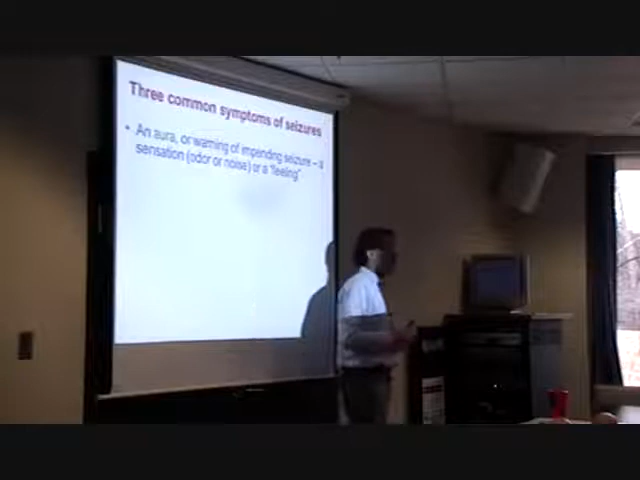 Three common symptoms of seizures
• An aura, or warning of impending seizure – a
sensation (odor or noise) or a "feeling"